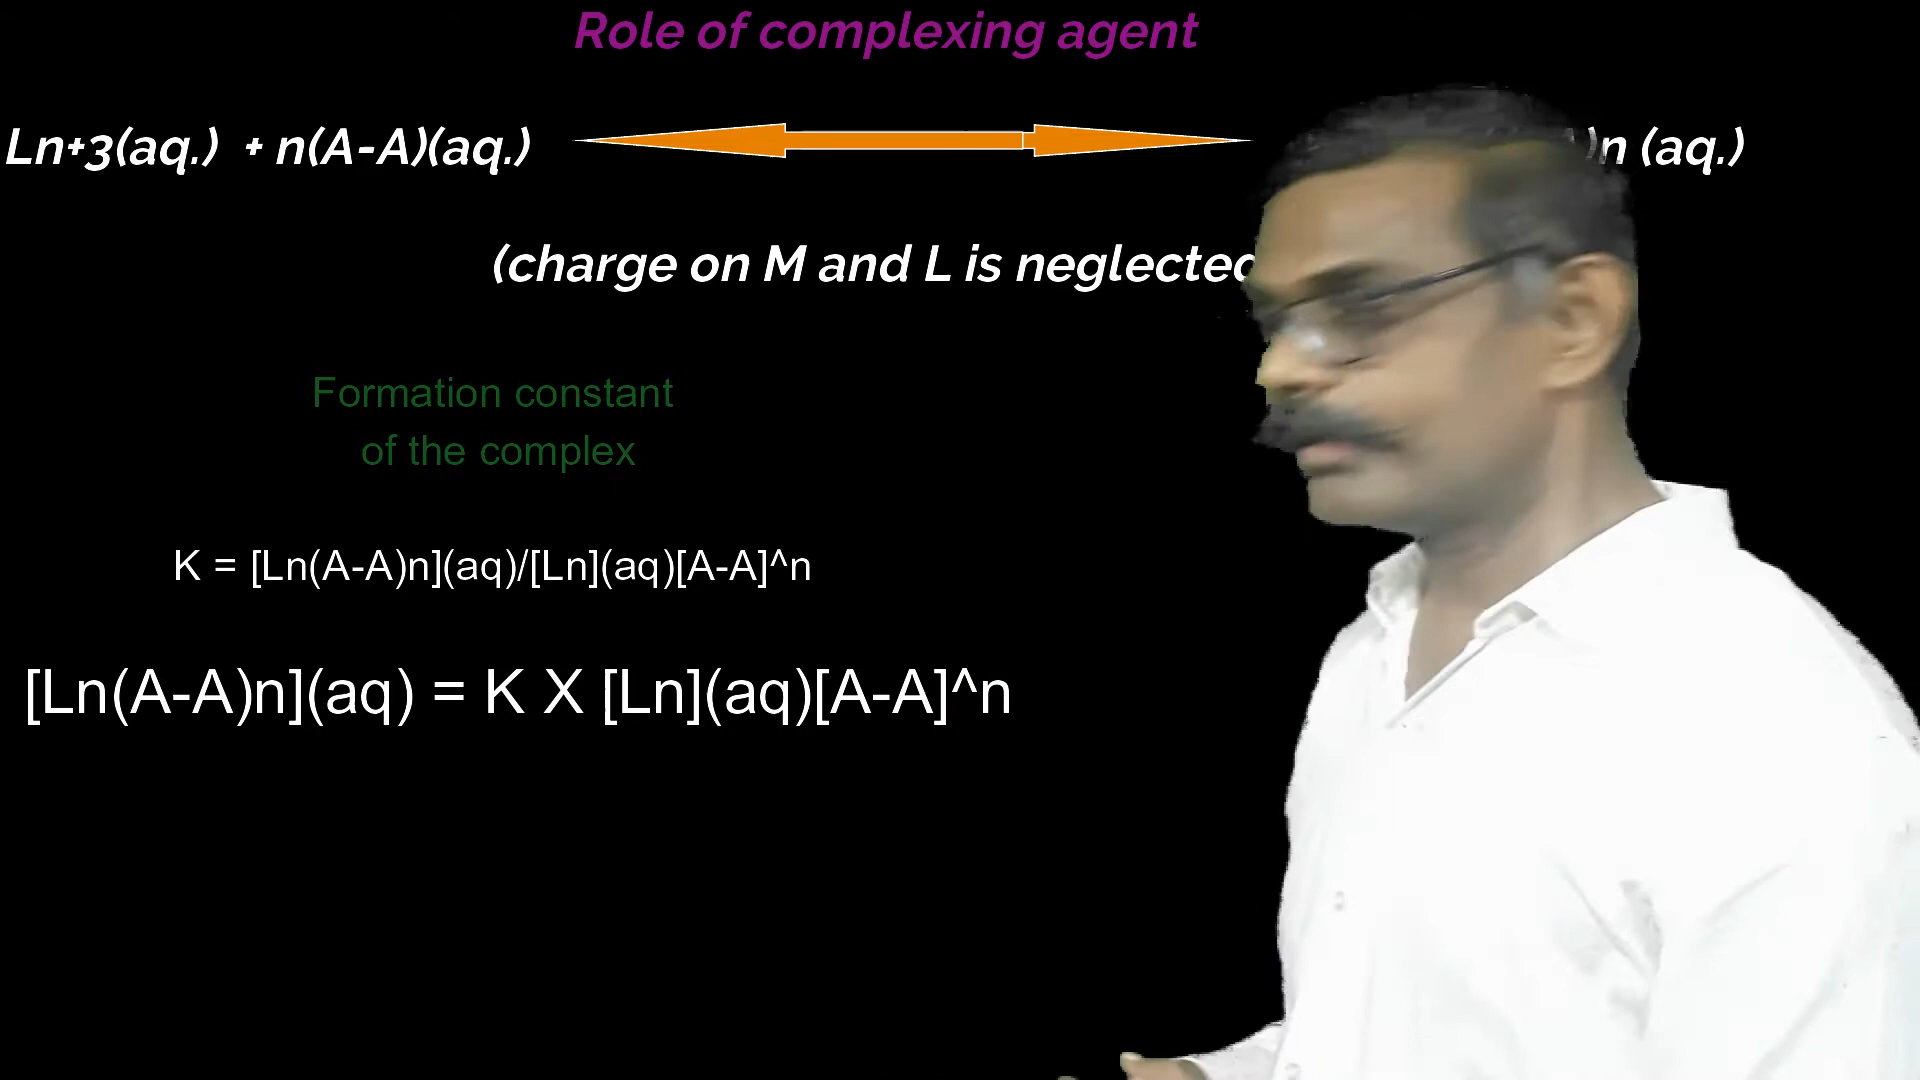 Role of complexing agent
Ln+3(aq.) + n(A-A)(aq.) )n (aq.)
(charge on M and L is neglected
Formation constant
of the complex
K = [Ln(A-A)n](aq)/[Ln](aq)[A-A]^n
[Ln(A-A)n](aq) = K X [Ln](aq)[A-A]^n